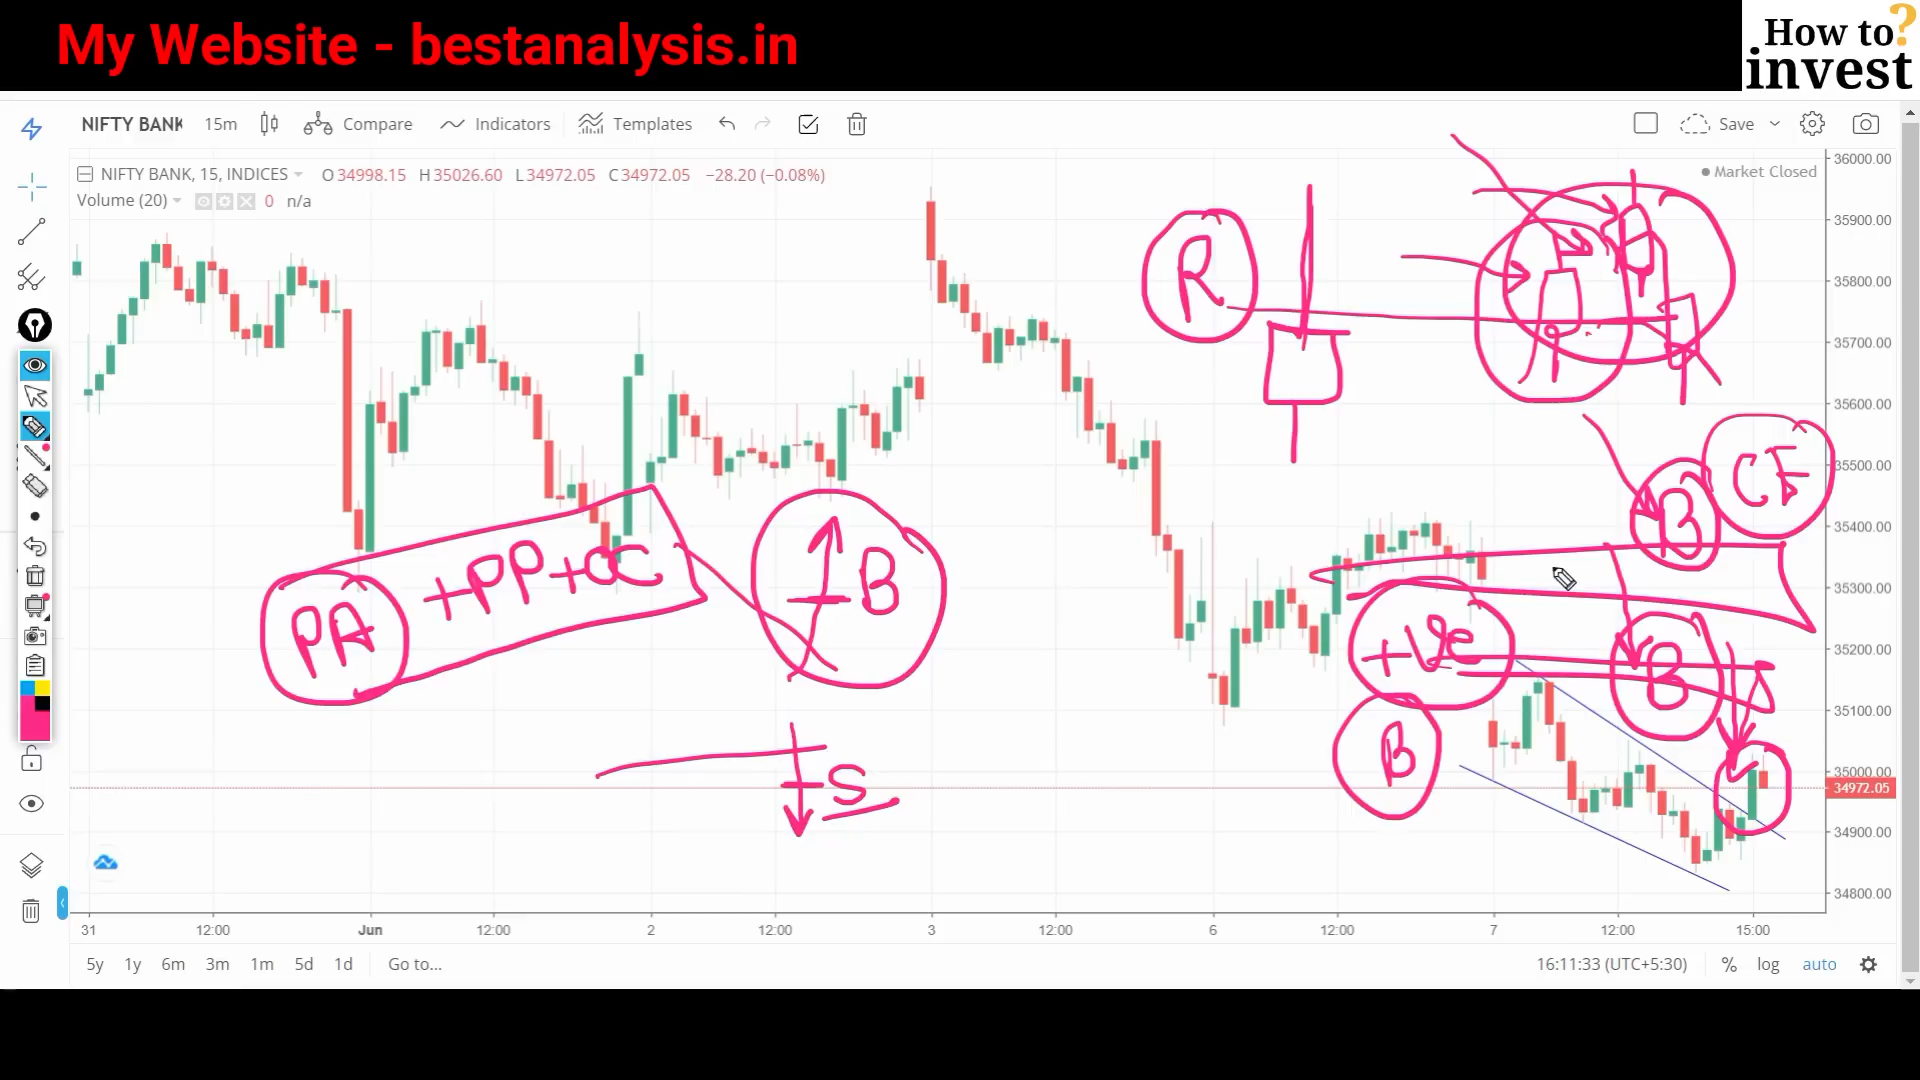 My Website - bestanalysis.in
How to?
invest
NIFTY BANK 15m Compare Indicators Templates Save
NIFTY BANK, 15, INDICES O34998.15 H35026.60 L34972.05 C34972.05 −28.20 (−0.08%)
Market Closed
Volume (20) 0 n/a
36000.00
35900.00
35800.00
35700.00
35600.00
35500.00
35400.00
35300.00
35200.00
35100.00
35000.00
34972.05
34900.00
34800.00
R
B
CE
PA +PP+OC
B
+Ve
B
B
S
31 12:00 Jun 12:00 2 12:00 3 12:00 6 12:00 7 12:00 15:00
5y 1y 6m 3m 1m 5d 1d Go to... 16:11:33 (UTC+5:30) % log auto